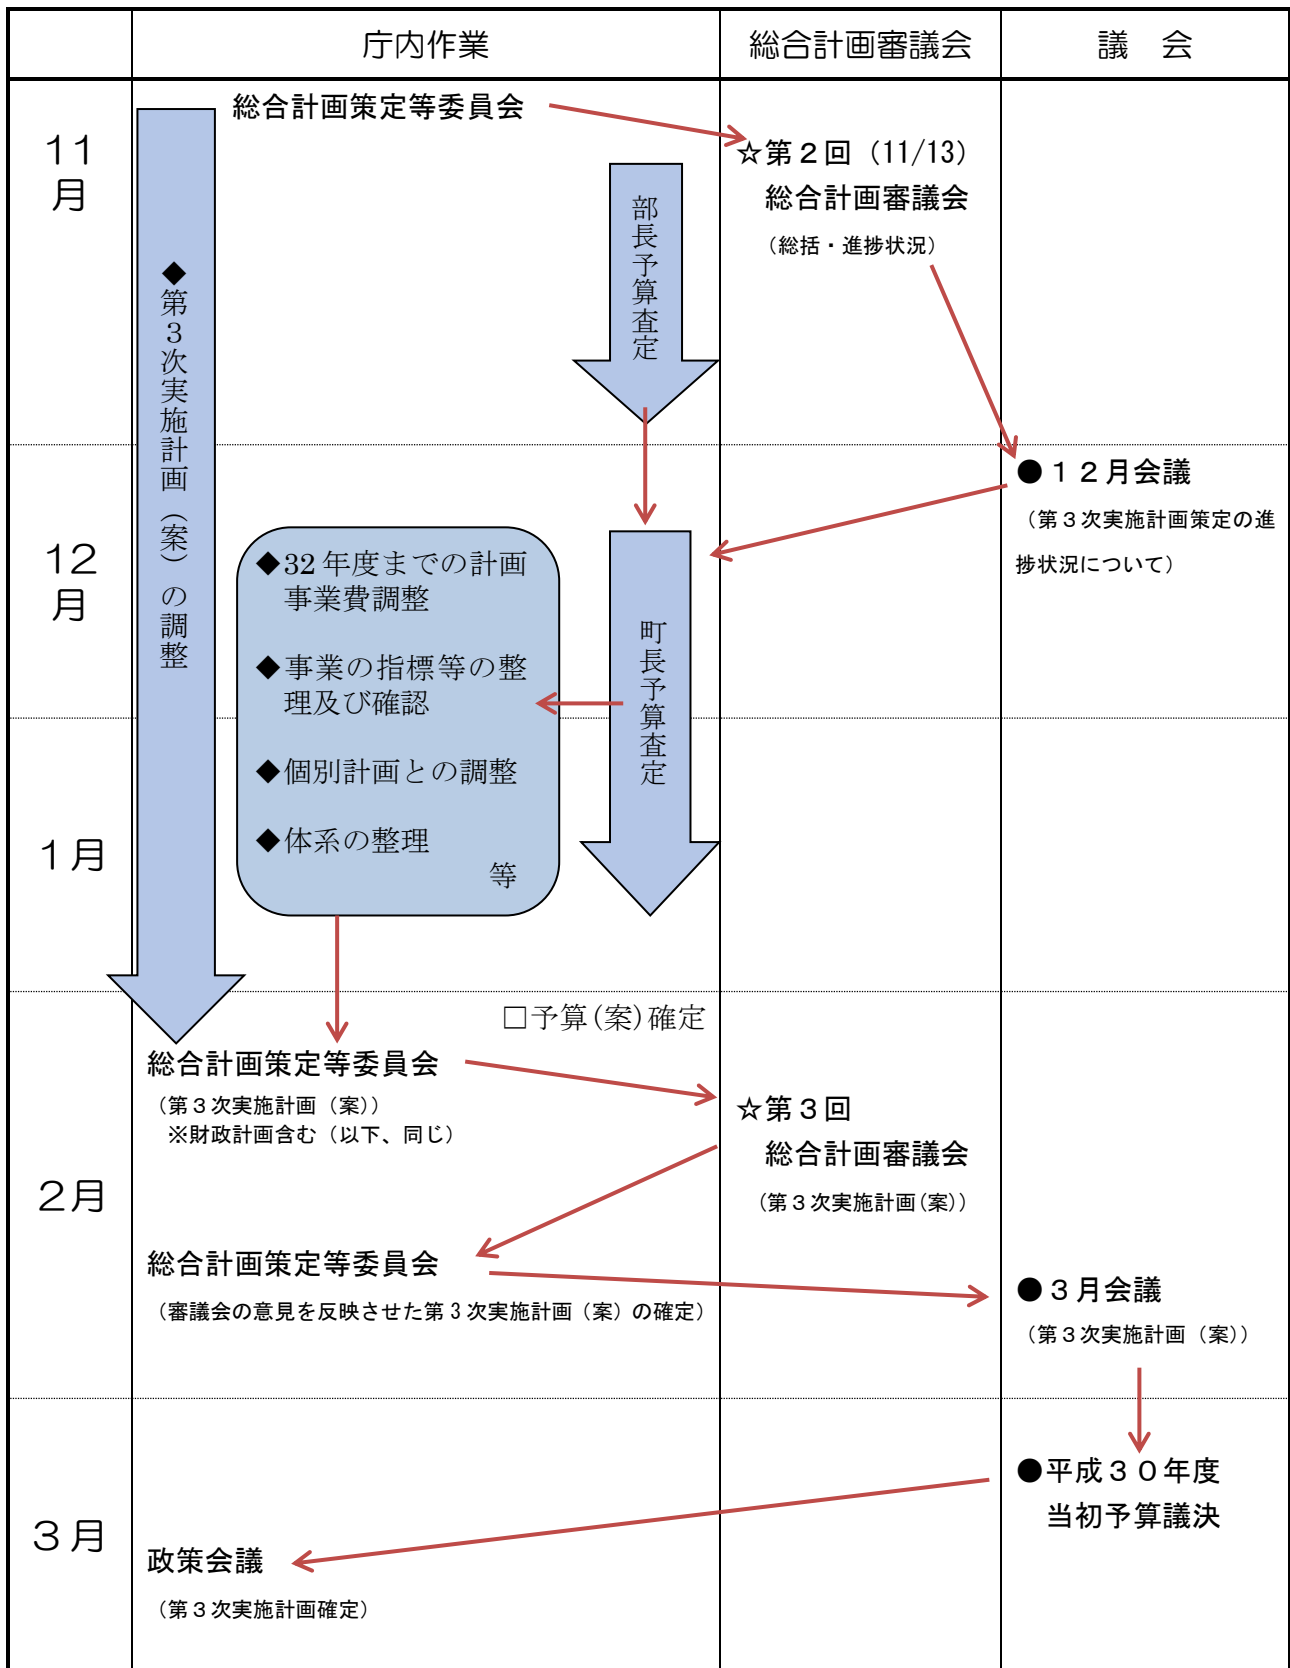 庁内作業
総合計画審議会
議　会
11
月
総合計画策定等委員会
☆第２回（11/13）
総合計画審議会
（総括・進捗状況）
部長予算査定
◆第３次実施計画（案）の調整
12
月
●１２月会議
（第３次実施計画策定の進
捗状況について）
◆32 年度までの計画
事業費調整
◆事業の指標等の整
理及び確認
◆個別計画との調整
◆体系の整理
等
町長予算査定
１月
２月
□予算(案)確定
総合計画策定等委員会
（第３次実施計画（案））
※財政計画含む（以下、同じ）
☆第３回
総合計画審議会
（第３次実施計画(案)）
総合計画策定等委員会
（審議会の意見を反映させた第３次実施計画（案）の確定）
●３月会議
（第３次実施計画（案））
３月
●平成３０年度
当初予算議決
政策会議
（第３次実施計画確定）